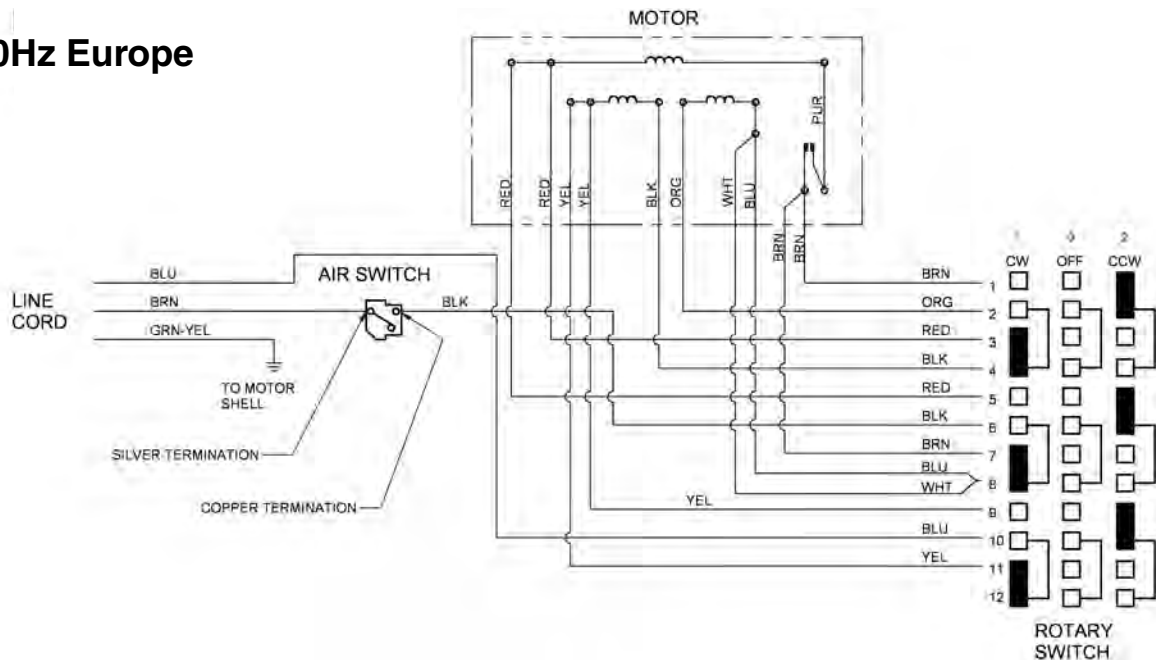 MOTOR
0Hz Europe
PUR
RED
RED
YEL
YEL
BLK
ORG
WHT
BLU
BRN
BRN
LINE
CORD
BLU
BRN
GRN-YEL
AIR SWITCH
BLK
TO MOTOR
SHELL
SILVER TERMINATION
COPPER TERMINATION
YEL
2
CW
OFF
CCW
BRN 1
ORG 2
RED 3
BLK 4
RED 5
BLK 6
BRN 7
BLU
8
WHT
9
BLU 10
YEL 11
12
ROTARY
SWITCH